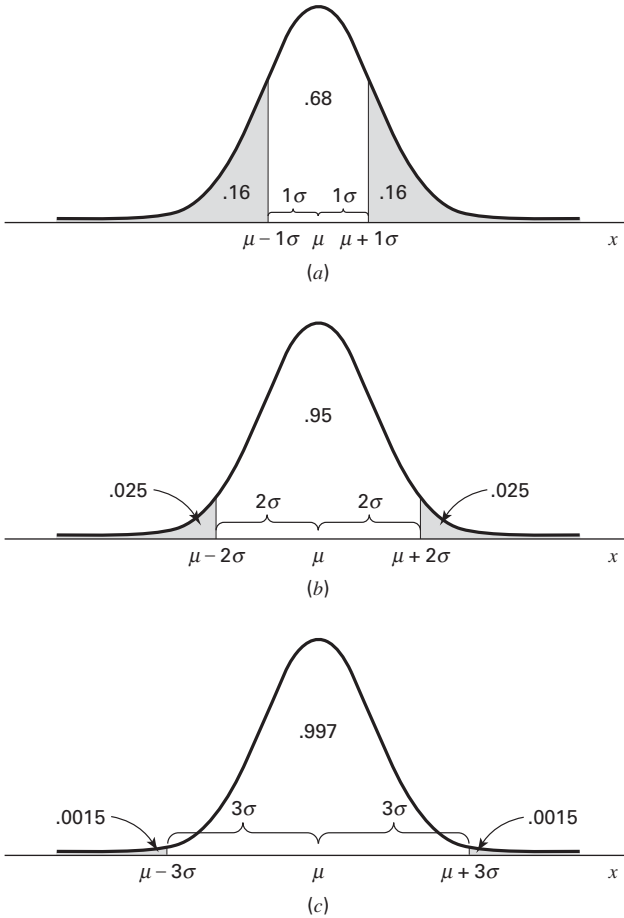 .68
.16 1σ 1σ .16
μ − 1σ μ μ + 1σ x
(a)
.95
.025 .025
2σ 2σ
μ − 2σ μ μ + 2σ x
(b)
.997
.0015 3σ 3σ .0015
μ − 3σ μ μ + 3σ x
(c)